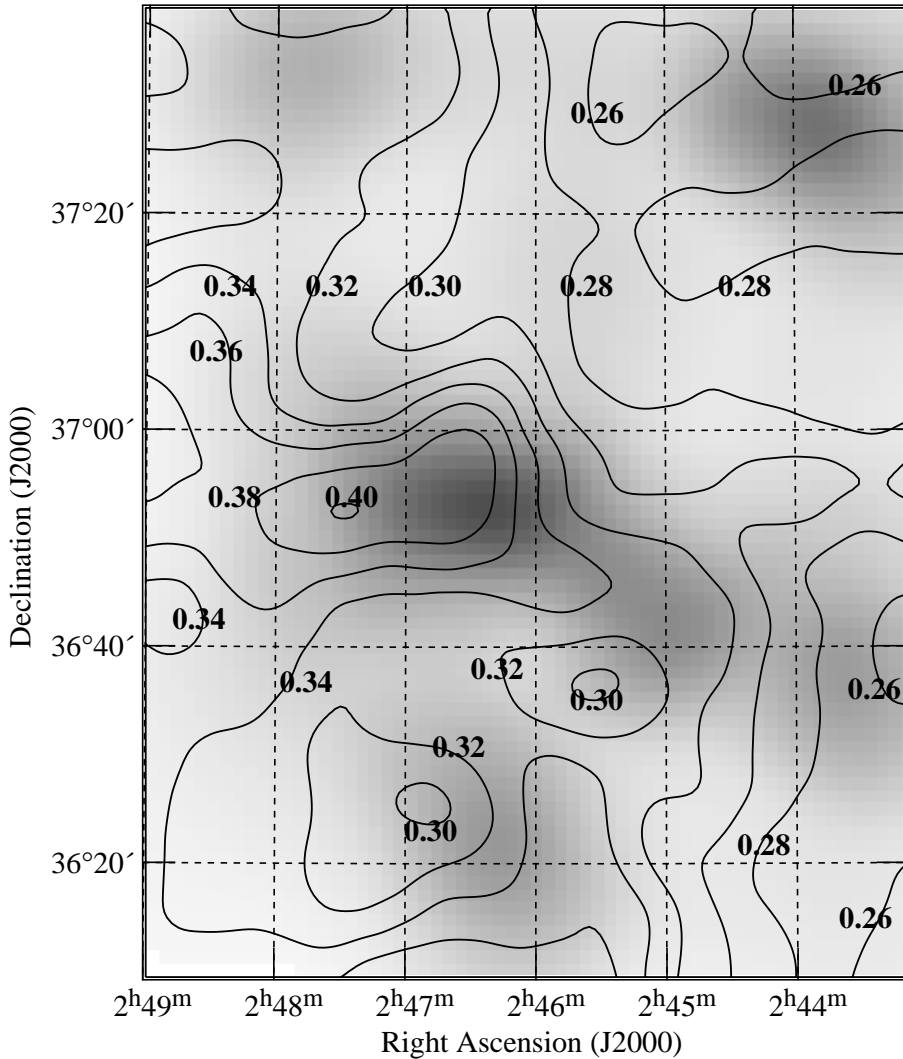 0.26
0.26
37°20´
0.34 0.32 0.30 0.28 0.28
0.36
37°00´
0.38 0.40
Declination (J2000)
0.34
36°40´
0.32
0.34 0.30 0.26
0.32
0.30
0.28
36°20´
0.26
2h49m 2h48m 2h47m 2h46m 2h45m 2h44m
Right Ascension (J2000)